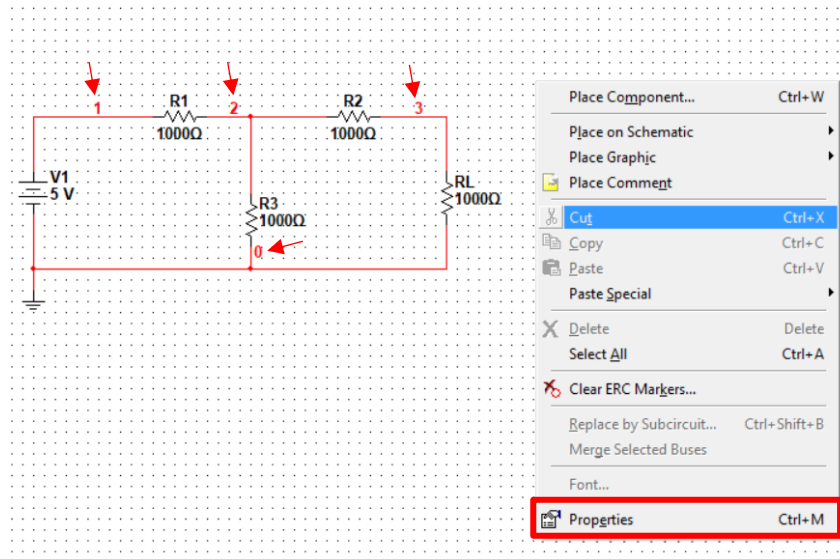 1
R1
1000Ω
2
R2
1000Ω
3
V1
5 V
R3
1000Ω
RL
1000Ω
0
Place Component... Ctrl+W
Place on Schematic
Place Graphic
Place Comment
Cut Ctrl+X
Copy Ctrl+C
Paste Ctrl+V
Paste Special
Delete Delete
Select All Ctrl+A
Clear ERC Markers...
Replace by Subcircuit... Ctrl+Shift+B
Merge Selected Buses
Font...
Properties Ctrl+M